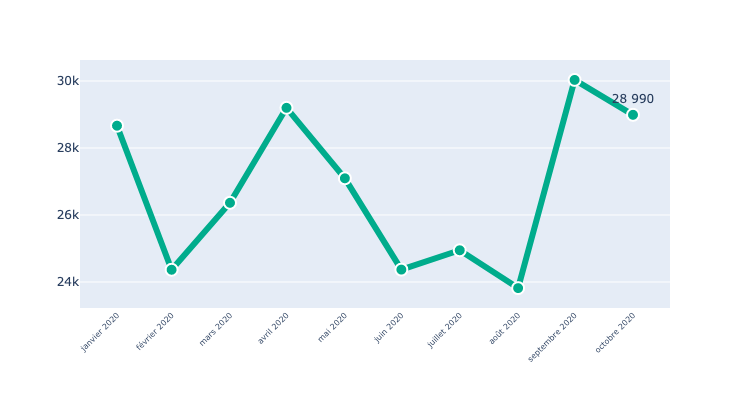 30k
28 990
28k
26k
24k
janvier 2020
février 2020
mars 2020
avril 2020
mai 2020
juin 2020
juillet 2020
août 2020
septembre 2020
octobre 2020